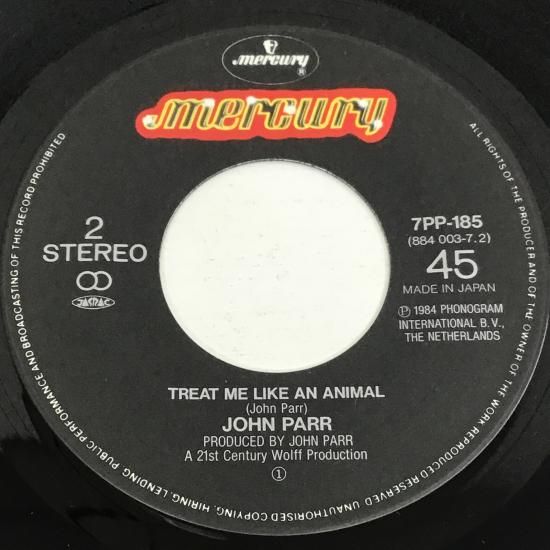 mercury
®
mercury
2
STEREO
JASRAC
7PP-185
(884 003-7.2)
45
MADE IN JAPAN
Ⓟ 1984 PHONOGRAM
INTERNATIONAL B.V.,
THE NETHERLANDS
TREAT ME LIKE AN ANIMAL
(John Parr)
JOHN PARR
PRODUCED BY JOHN PARR
A 21st Century Wolff Production
①
ALL RIGHTS OF THE PRODUCER AND OF THE OWNER OF THE WORK REPRODUCED RESERVED UNAUTHORISED COPYING, HIRING, LENDING, PUBLIC PERFORMANCE AND BROADCASTING OF THIS RECORD PROHIBITED